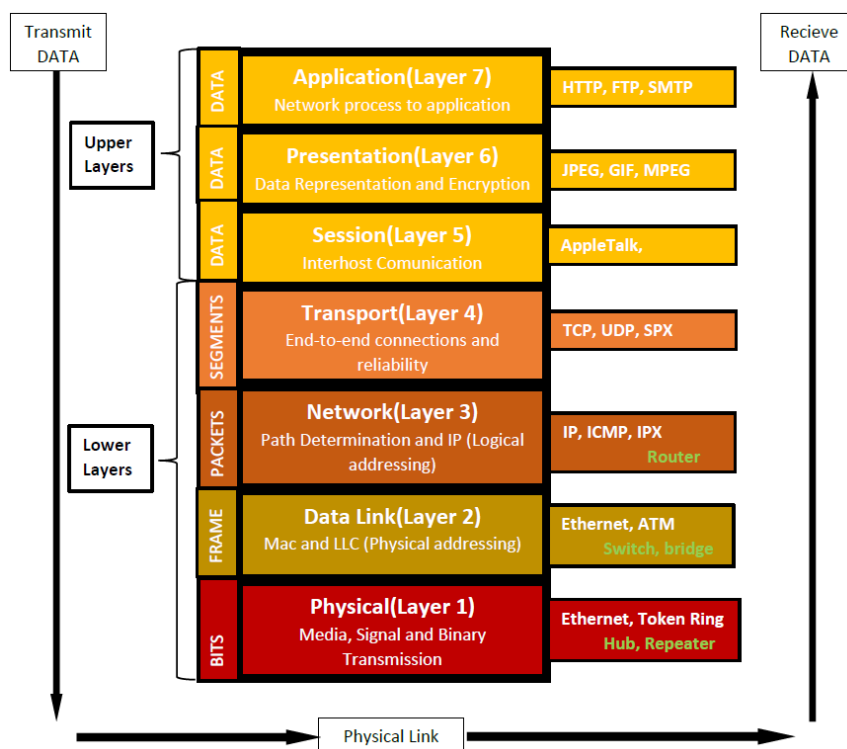 Transmit
DATA
Recieve
DATA
Upper
Layers
DATA
Application(Layer 7)
Network process to application
HTTP, FTP, SMTP
DATA
Presentation(Layer 6)
Data Representation and Encryption
JPEG, GIF, MPEG
DATA
Session(Layer 5)
Interhost Comunication
AppleTalk,
Lower
Layers
SEGMENTS
Transport(Layer 4)
End-to-end connections and
reliability
TCP, UDP, SPX
PACKETS
Network(Layer 3)
Path Determination and IP (Logical
addressing)
IP, ICMP, IPX
Router
FRAME
Data Link(Layer 2)
Mac and LLC (Physical addressing)
Ethernet, ATM
Switch, bridge
BITS
Physical(Layer 1)
Media, Signal and Binary
Transmission
Ethernet, Token Ring
Hub, Repeater
Physical Link